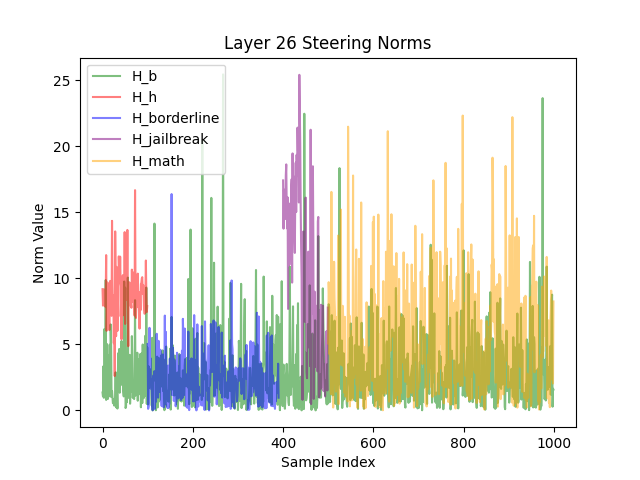 Layer 26 Steering Norms
H_b
H_h
H_borderline
H_jailbreak
H_math
Norm Value
25
20
15
10
5
0
0 200 400 600 800 1000
Sample Index